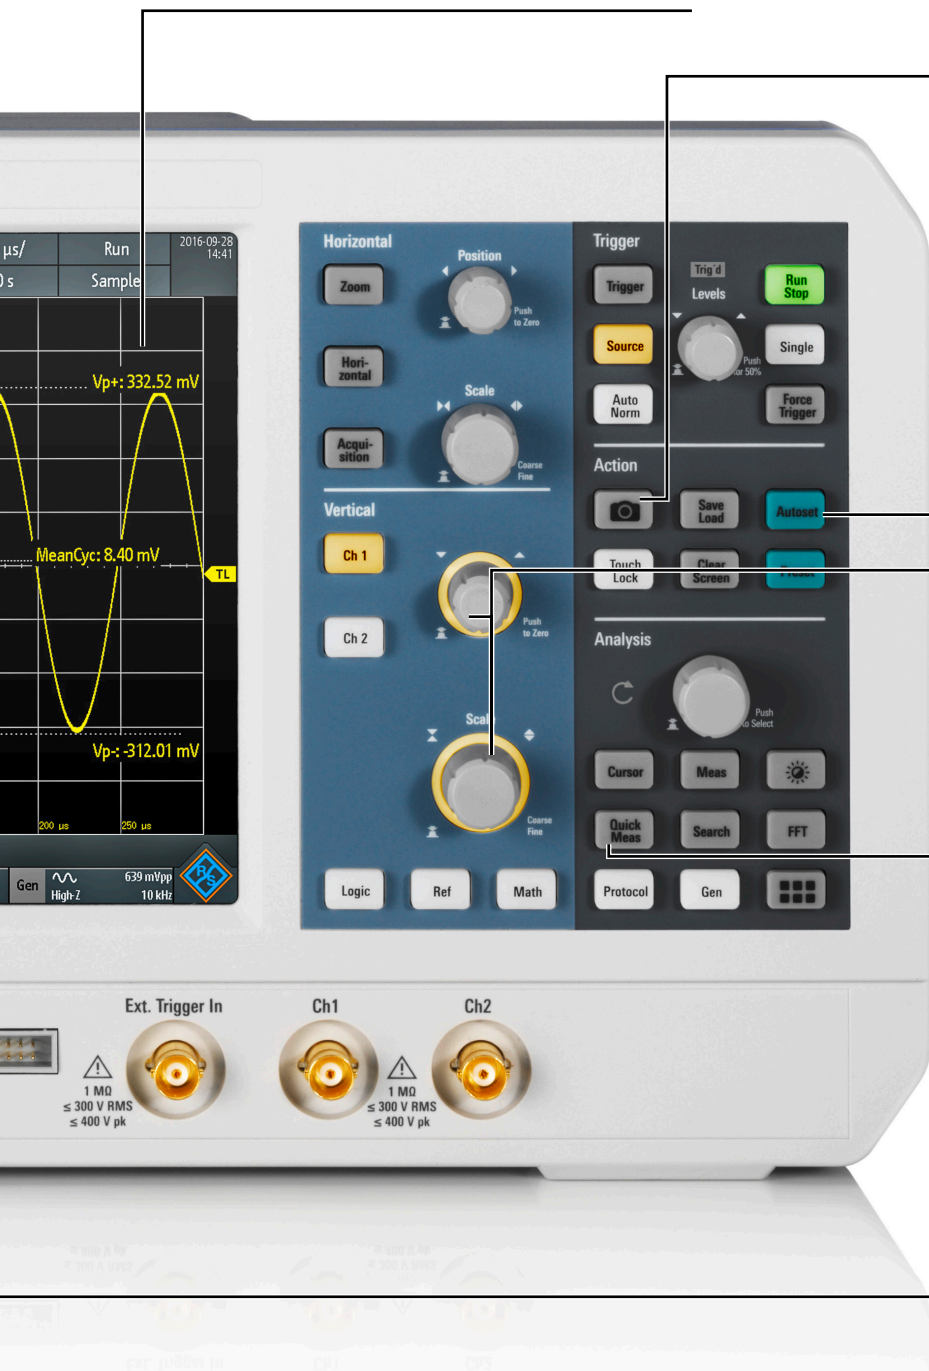 µs/
Run
2016-09-28
14:41
0 s
Sample
Vp+: 332.52 mV
MeanCyc: 8.40 mV
TL
Vp-: -312.01 mV
200 µs
250 µs
Gen
High-Z
639 mVpp
10 kHz
R
S
Horizontal
Position
Zoom
Push
to Zero
Hori-
zontal
Scale
Acqui-
sition
Coarse
Fine
Vertical
Ch 1
Ch 2
Push
to Zero
Scale
Coarse
Fine
Logic
Ref
Math
Trigger
Trigger
Trig'd
Levels
Run
Stop
Source
Single
Push
for 50%
Auto
Norm
Force
Trigger
Action
Save
Load
Autoset
Touch
Lock
Clear
Screen
Preset
Analysis
Push
to Select
Cursor
Meas
Quick
Meas
Search
FFT
Protocol
Gen
Ext. Trigger In
Ch1
Ch2
1 MΩ
≤ 300 V RMS
≤ 400 V pk
1 MΩ
≤ 300 V RMS
≤ 400 V pk